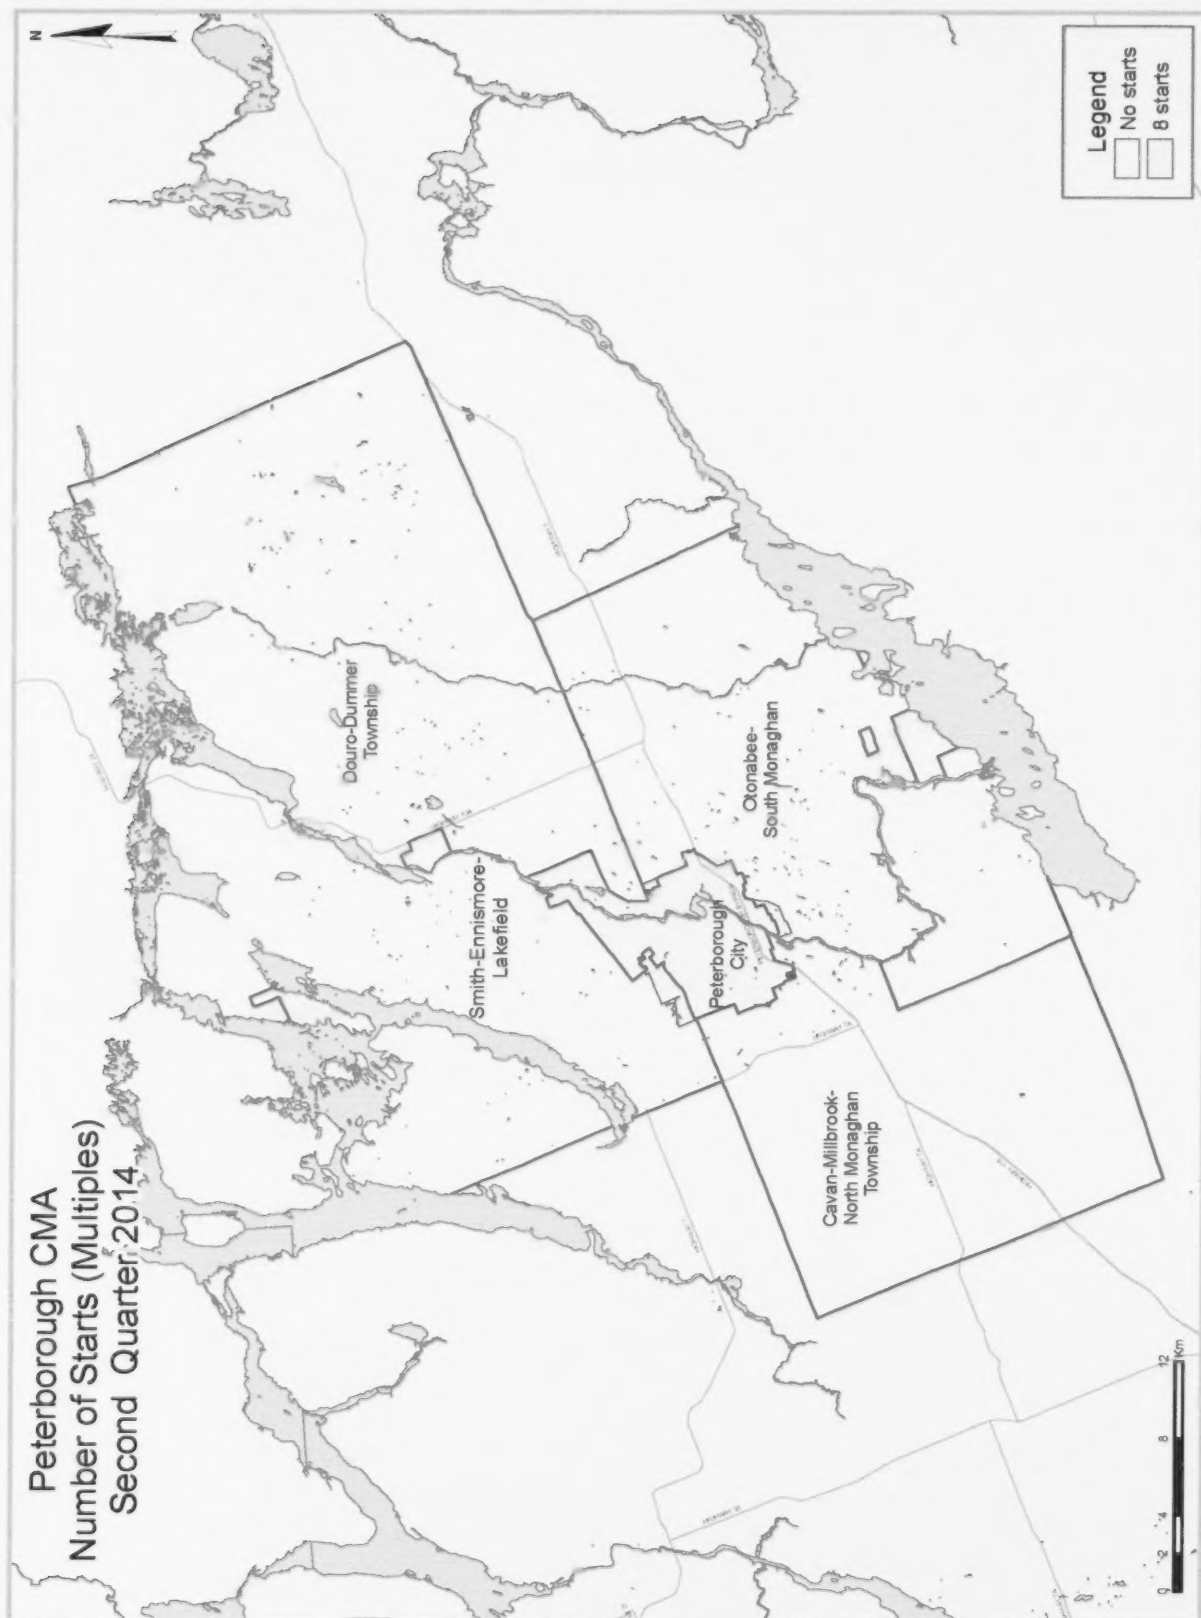 Peterborough CMA
Number of Starts (Multiples)
Second Quarter 2014
N
Douro-Dummer
Township
Smith-Ennismore-
Lakefield
Otonabee-
South Monaghan
Peterborough
City
Cavan-Millbrook-
North Monaghan
Township
Legend
No starts
8 starts
0 2 4 8 12
Km